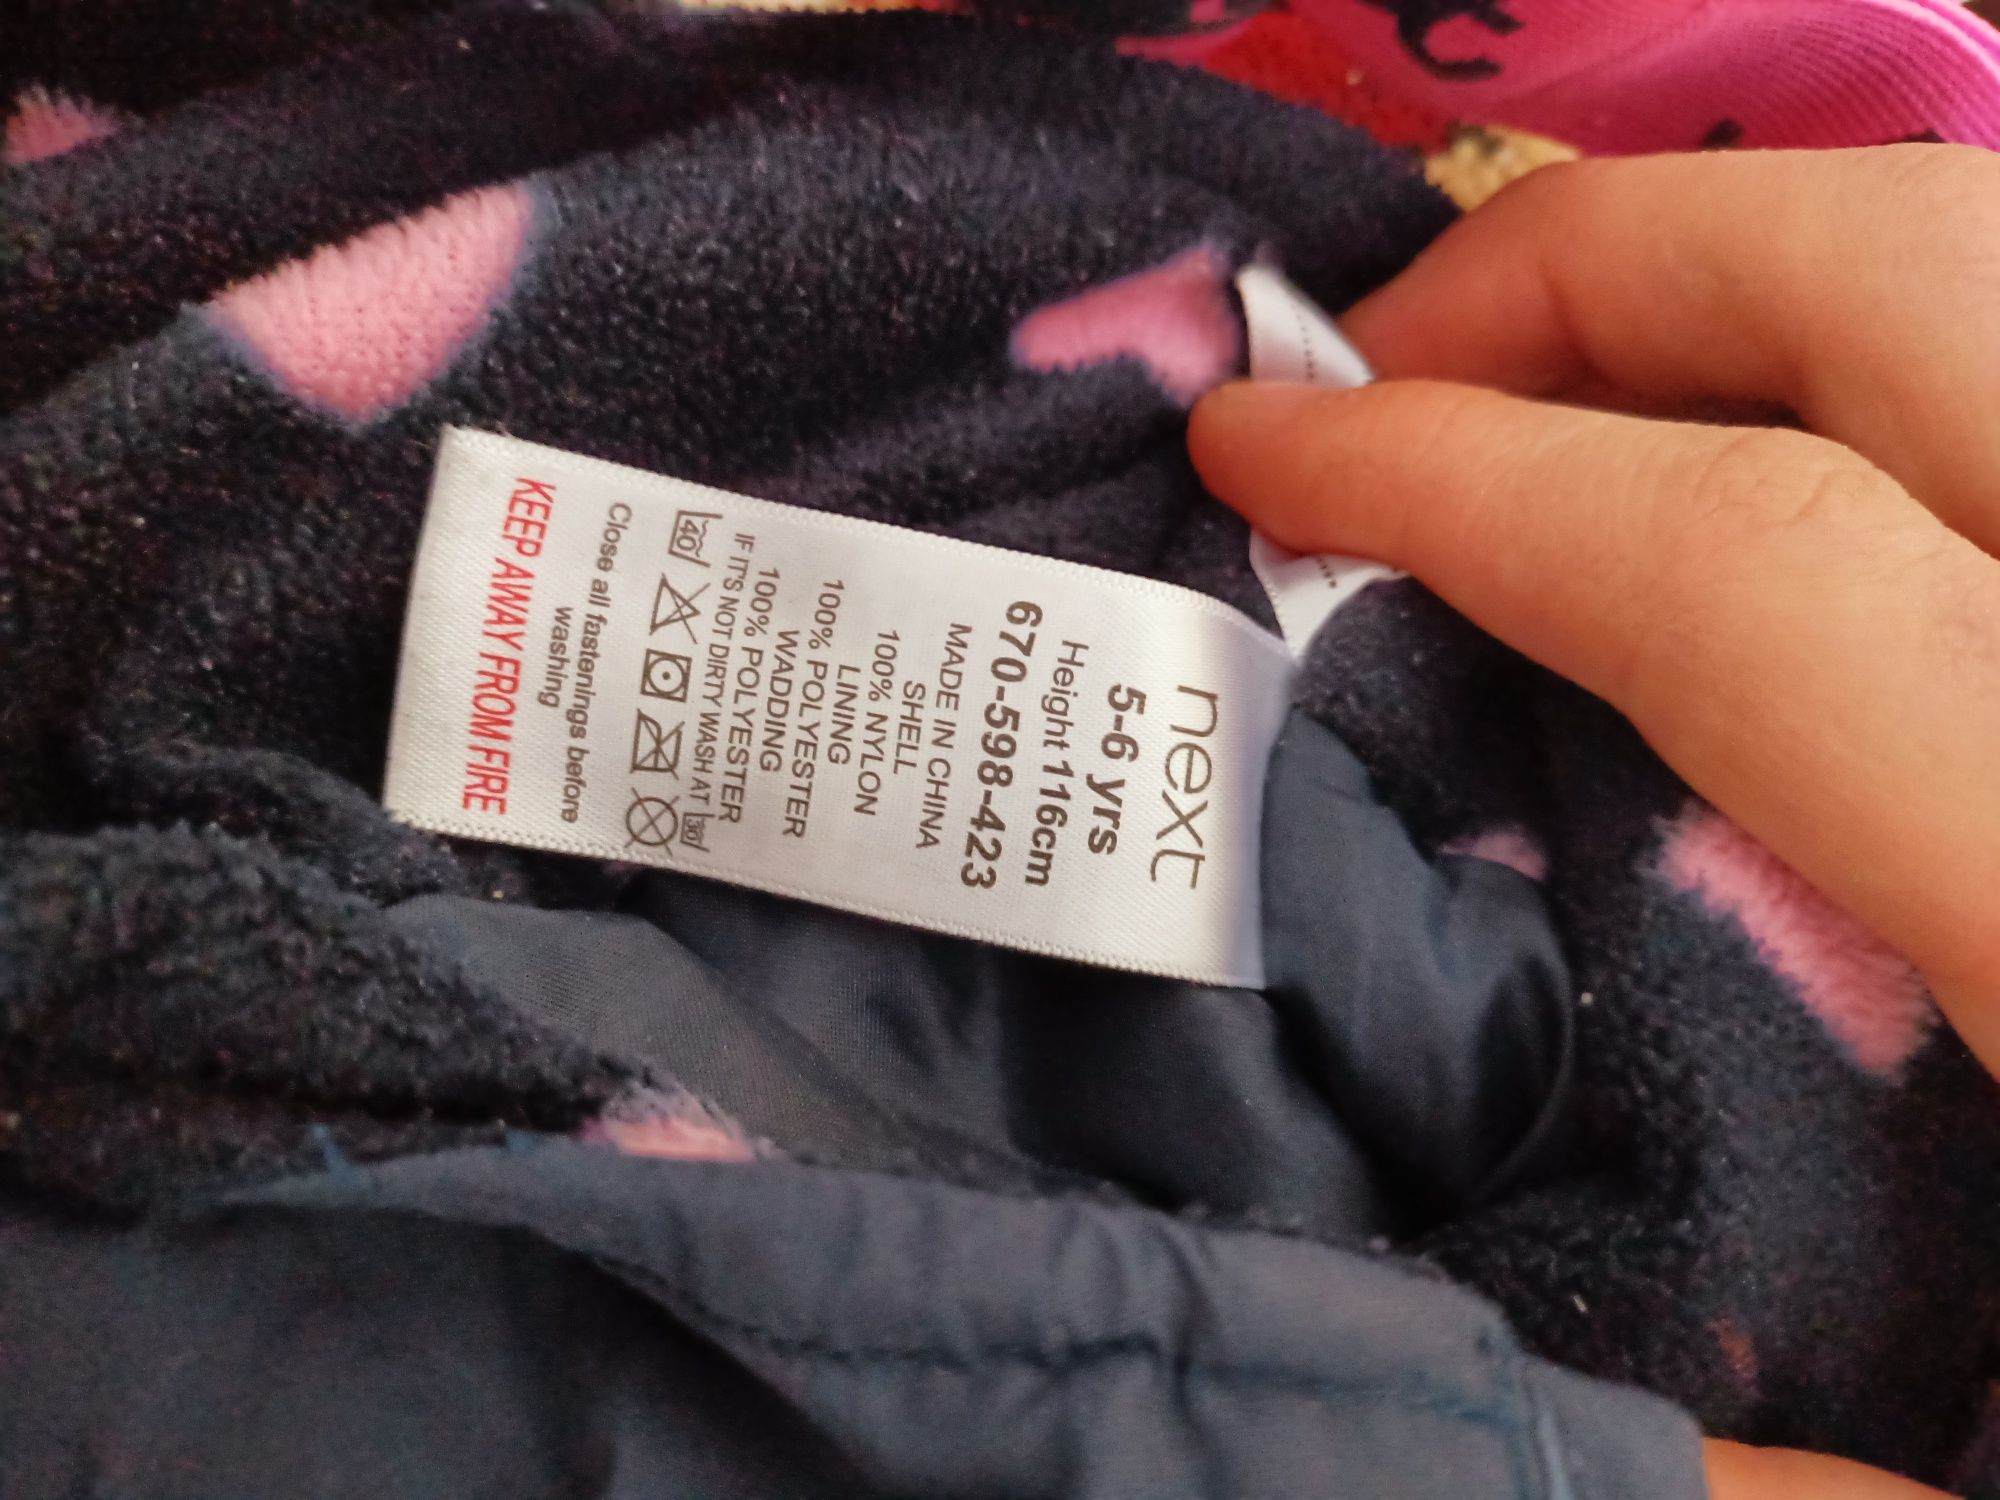 next
5-6 yrs
Height 116cm
670-598-423
MADE IN CHINA
SHELL
100% NYLON
LINING
100% POLYESTER
WADDING
100% POLYESTER
IF IT'S NOT DIRTY WASH AT 30
40
Close all fastenings before
washing
KEEP AWAY FROM FIRE